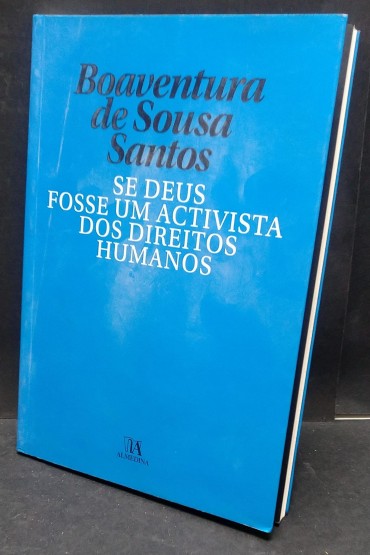 Boaventura
de Sousa
Santos
SE DEUS
FOSSE UM ACTIVISTA
DOS DIREITOS
HUMANOS
ALMEDINA